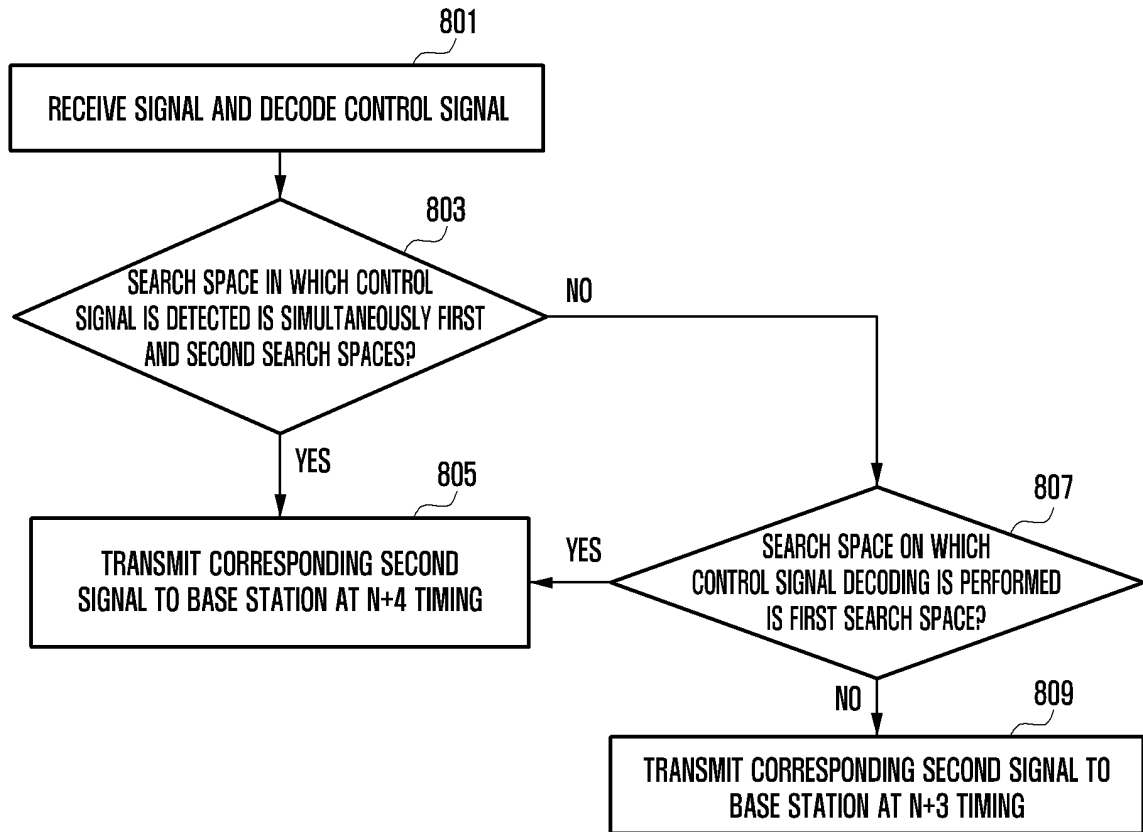 801
RECEIVE SIGNAL AND DECODE CONTROL SIGNAL
803
SEARCH SPACE IN WHICH CONTROL
SIGNAL IS DETECTED IS SIMULTANEOUSLY FIRST
AND SECOND SEARCH SPACES?
NO
YES
805
TRANSMIT CORRESPONDING SECOND
SIGNAL TO BASE STATION AT N+4 TIMING
807
YES
SEARCH SPACE ON WHICH
CONTROL SIGNAL DECODING IS PERFORMED
IS FIRST SEARCH SPACE?
NO
809
TRANSMIT CORRESPONDING SECOND SIGNAL TO
BASE STATION AT N+3 TIMING